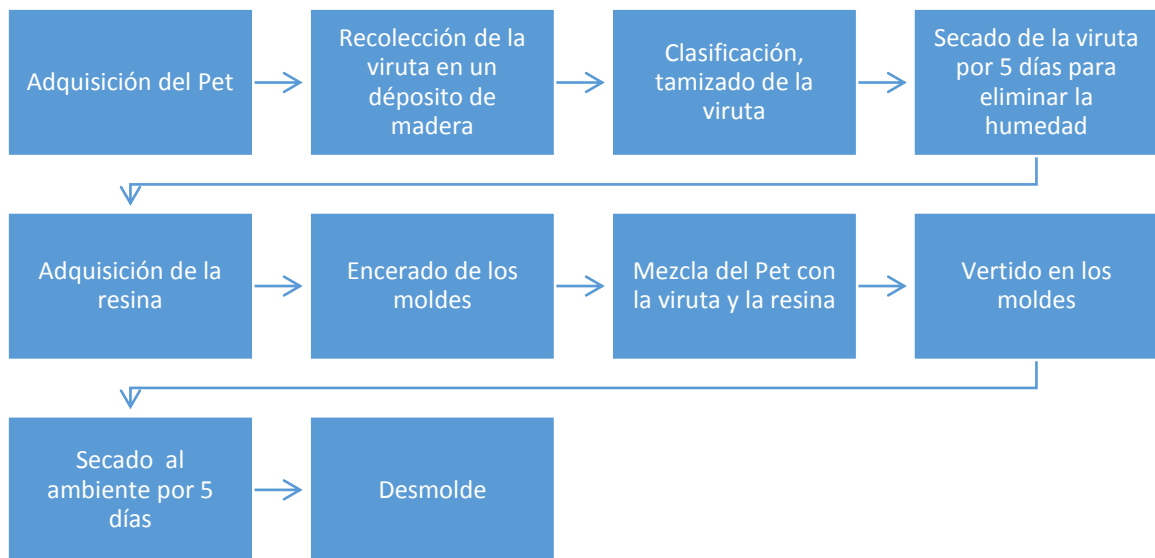 Adquisición del Pet
Recolección de la
viruta en un
déposito de
madera
Clasificación,
tamizado de la
viruta
Secado de la viruta
por 5 días para
eliminar la
humedad
Adquisición de la
resina
Encerado de los
moldes
Mezcla del Pet con
la viruta y la resina
Vertido en los
moldes
Secado al
ambiente por 5
días
Desmolde